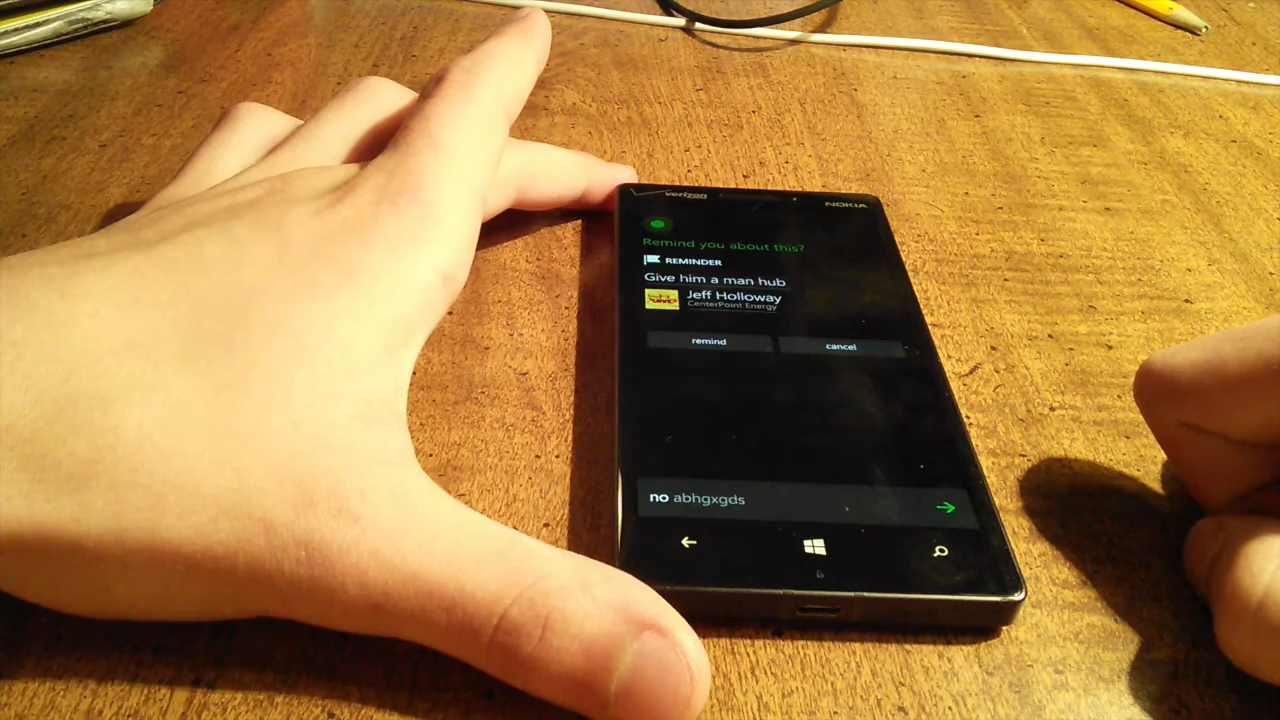 verizon
NOKIA
Remind you about this?
REMINDER
Give him a man hub
Jeff Holloway
CenterPoint Energy
remind
cancel
no abhgxgds